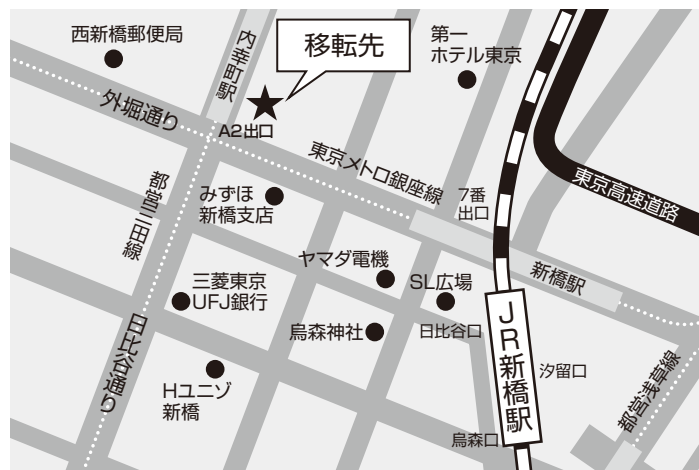 西新橋郵便局
内幸町駅
移転先
第一
ホテル東京
外堀通り
A2出口
東京メトロ銀座線
都営三田線
みずほ
新橋支店
7番
出口
東京高速道路
ヤマダ電機
SL広場
新橋駅
三菱東京
UFJ銀行
烏森神社
日比谷口
JR新橋駅
日比谷通り
Hユニゾ
新橋
汐留口
都営浅草線
烏森口